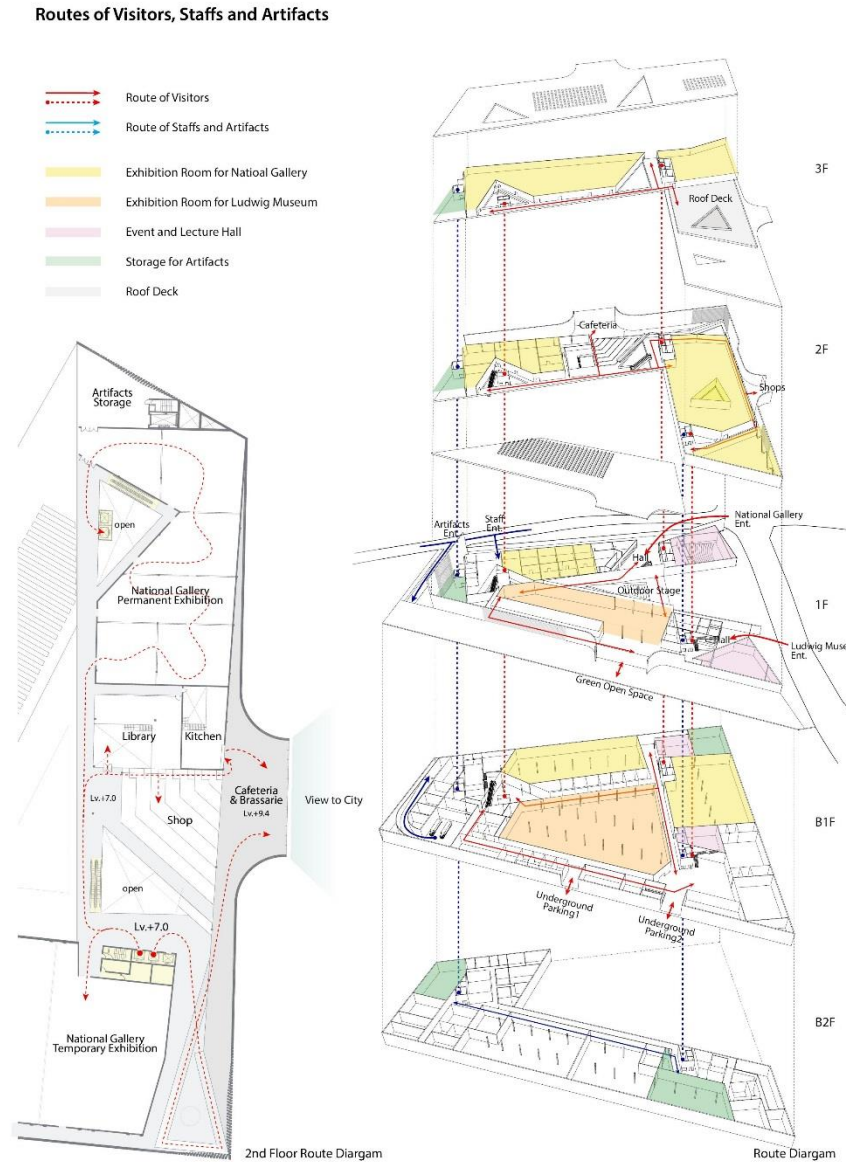 Routes of Visitors, Staffs and Artifacts
Route of Visitors
Route of Staffs and Artifacts
Exhibition Room for Natioal Gallery
Exhibition Room for Ludwig Museum
Event and Lecture Hall
Storage for Artifacts
Roof Deck
Artifacts
Storage
open
National Gallery
Permanent Exhibition
Library
Kitchen
Lv.+7.0
Shop
Cafeteria
& Brassarie
Lv.+9.4
View to City
open
Lv.+7.0
National Gallery
Temporary Exhibition
2nd Floor Route Diargam
3F
Roof Deck
2F
Cafeteria
Shops
Artifacts
Ent.
Staff
Ent.
National Gallery
Ent.
Hall
Outdoor Stage
1F
Hall
Ludwig Muse
Ent.
Green Open Space
B1F
Underground
Parking1
Underground
Parking2
B2F
Route Diargam